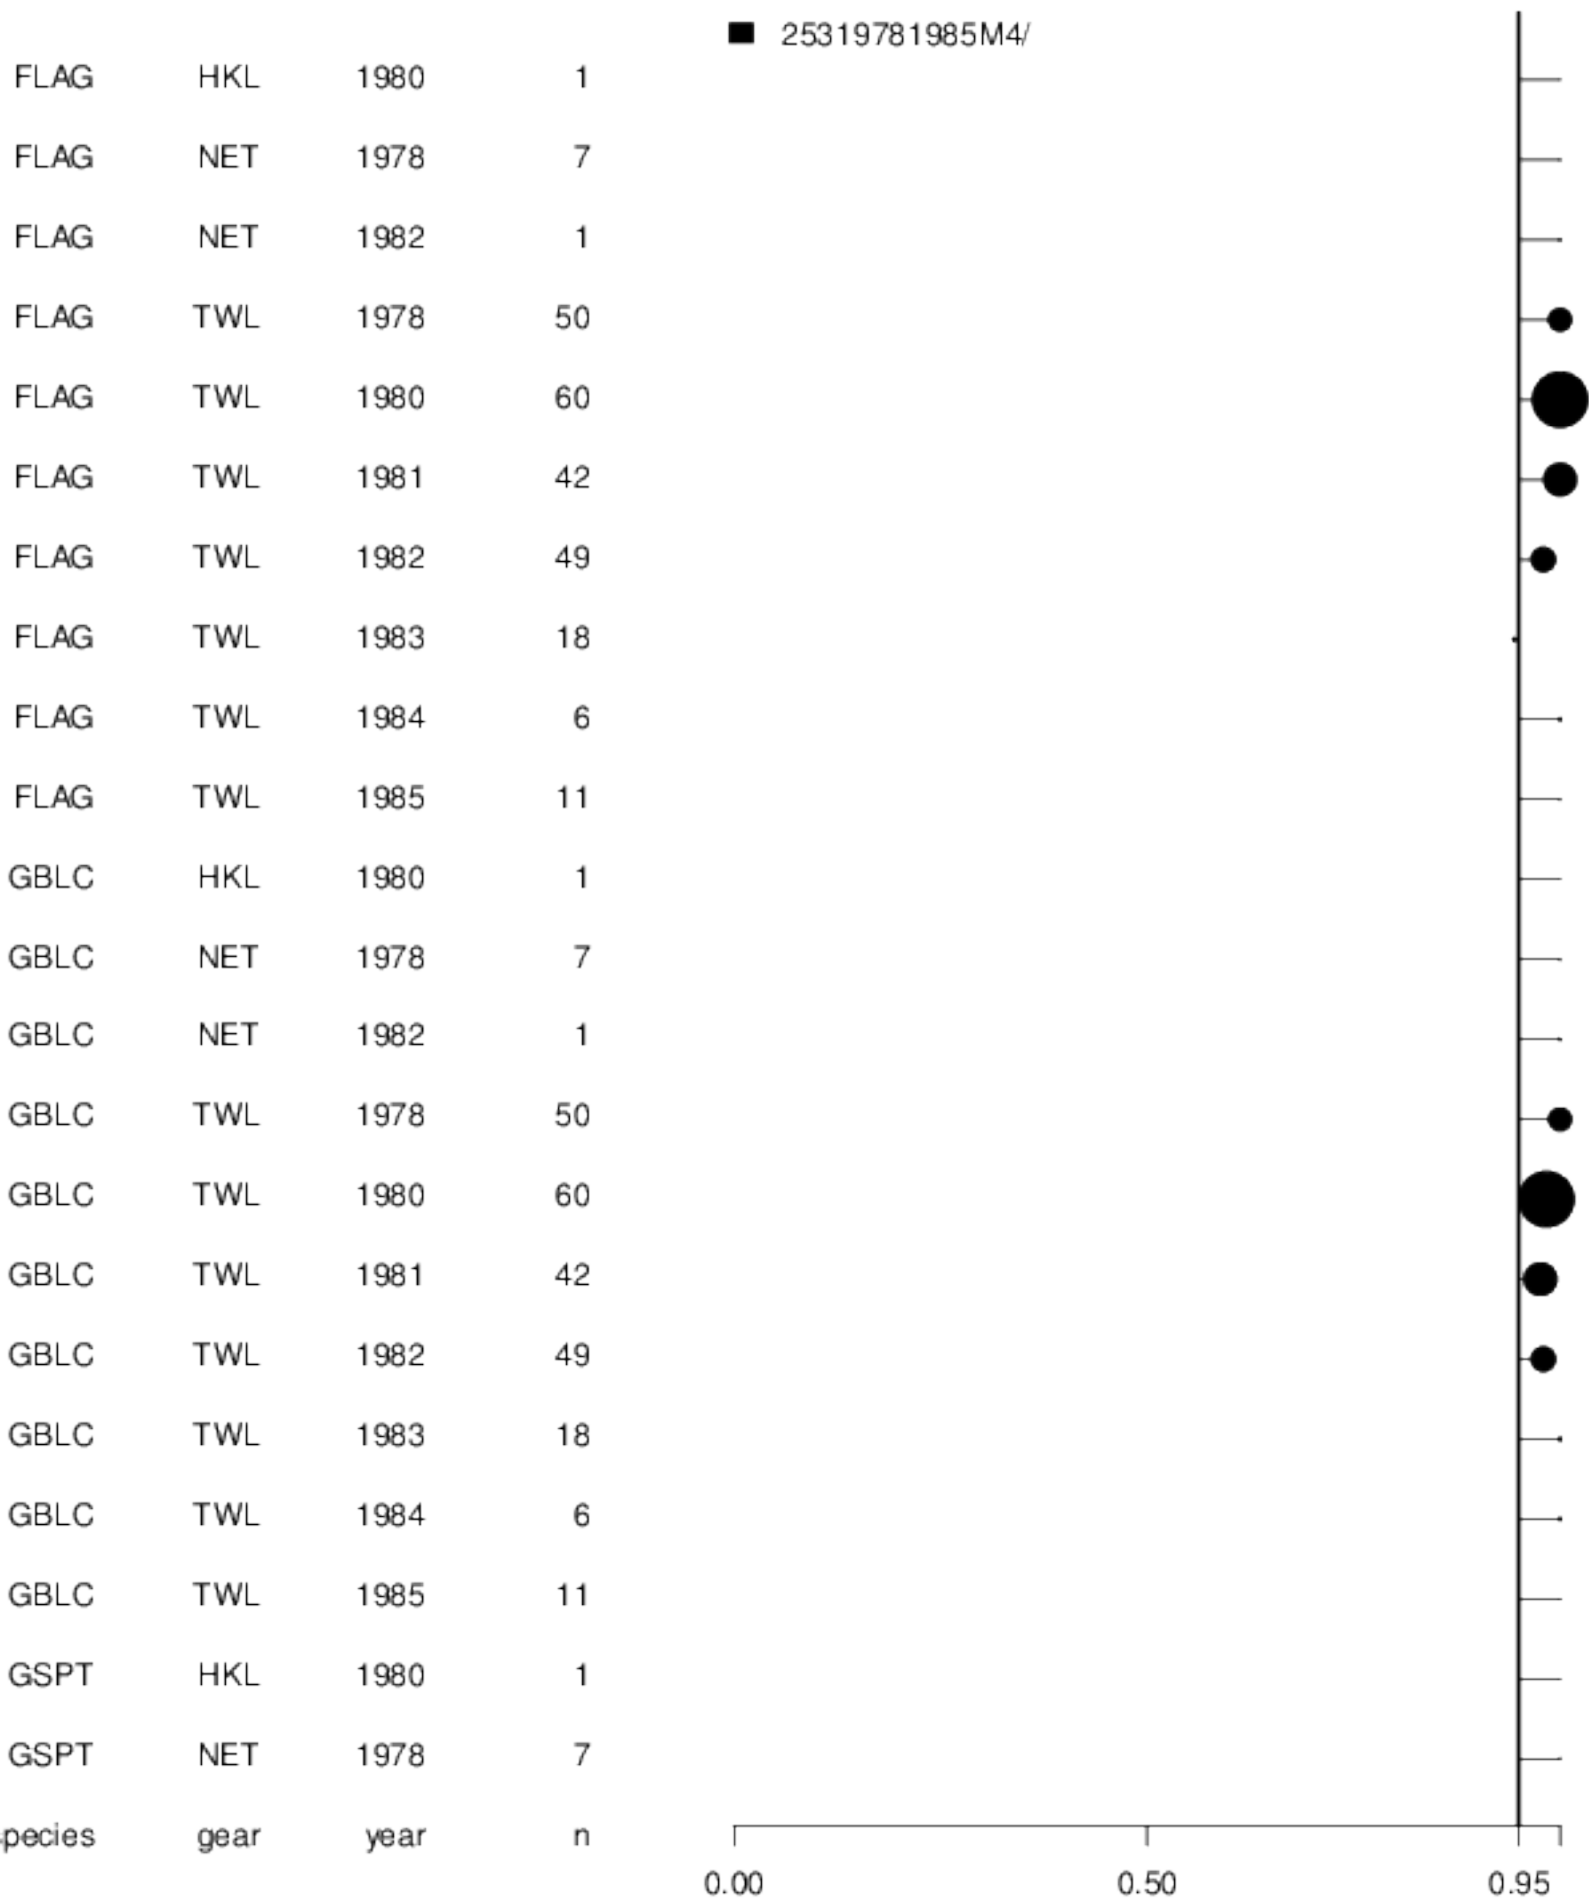 25319781985M4/
FLAG HKL 1980 1
FLAG NET 1978 7
FLAG NET 1982 1
FLAG TWL 1978 50
FLAG TWL 1980 60
FLAG TWL 1981 42
FLAG TWL 1982 49
FLAG TWL 1983 18
FLAG TWL 1984 6
FLAG TWL 1985 11
GBLC HKL 1980 1
GBLC NET 1978 7
GBLC NET 1982 1
GBLC TWL 1978 50
GBLC TWL 1980 60
GBLC TWL 1981 42
GBLC TWL 1982 49
GBLC TWL 1983 18
GBLC TWL 1984 6
GBLC TWL 1985 11
GSPT HKL 1980 1
GSPT NET 1978 7
pecies gear year n
0.00 0.50 0.95